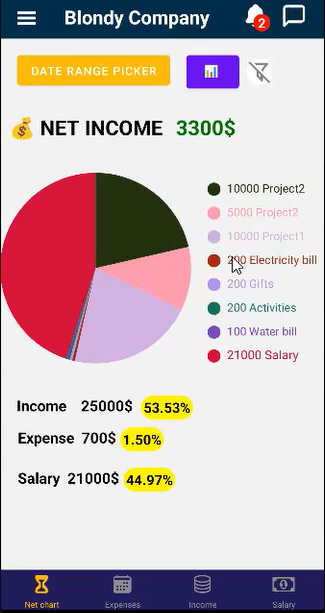 Blondy Company
2
DATE RANGE PICKER
NET INCOME 3300$
10000 Project2
5000 Project2
10000 Project1
200 Electricity bill
200 Gifts
200 Activities
100 Water bill
21000 Salary
Income 25000$ 53.53%
Expense 700$ 1.50%
Salary 21000$ 44.97%
Net chart
Expenses
Income
Salary